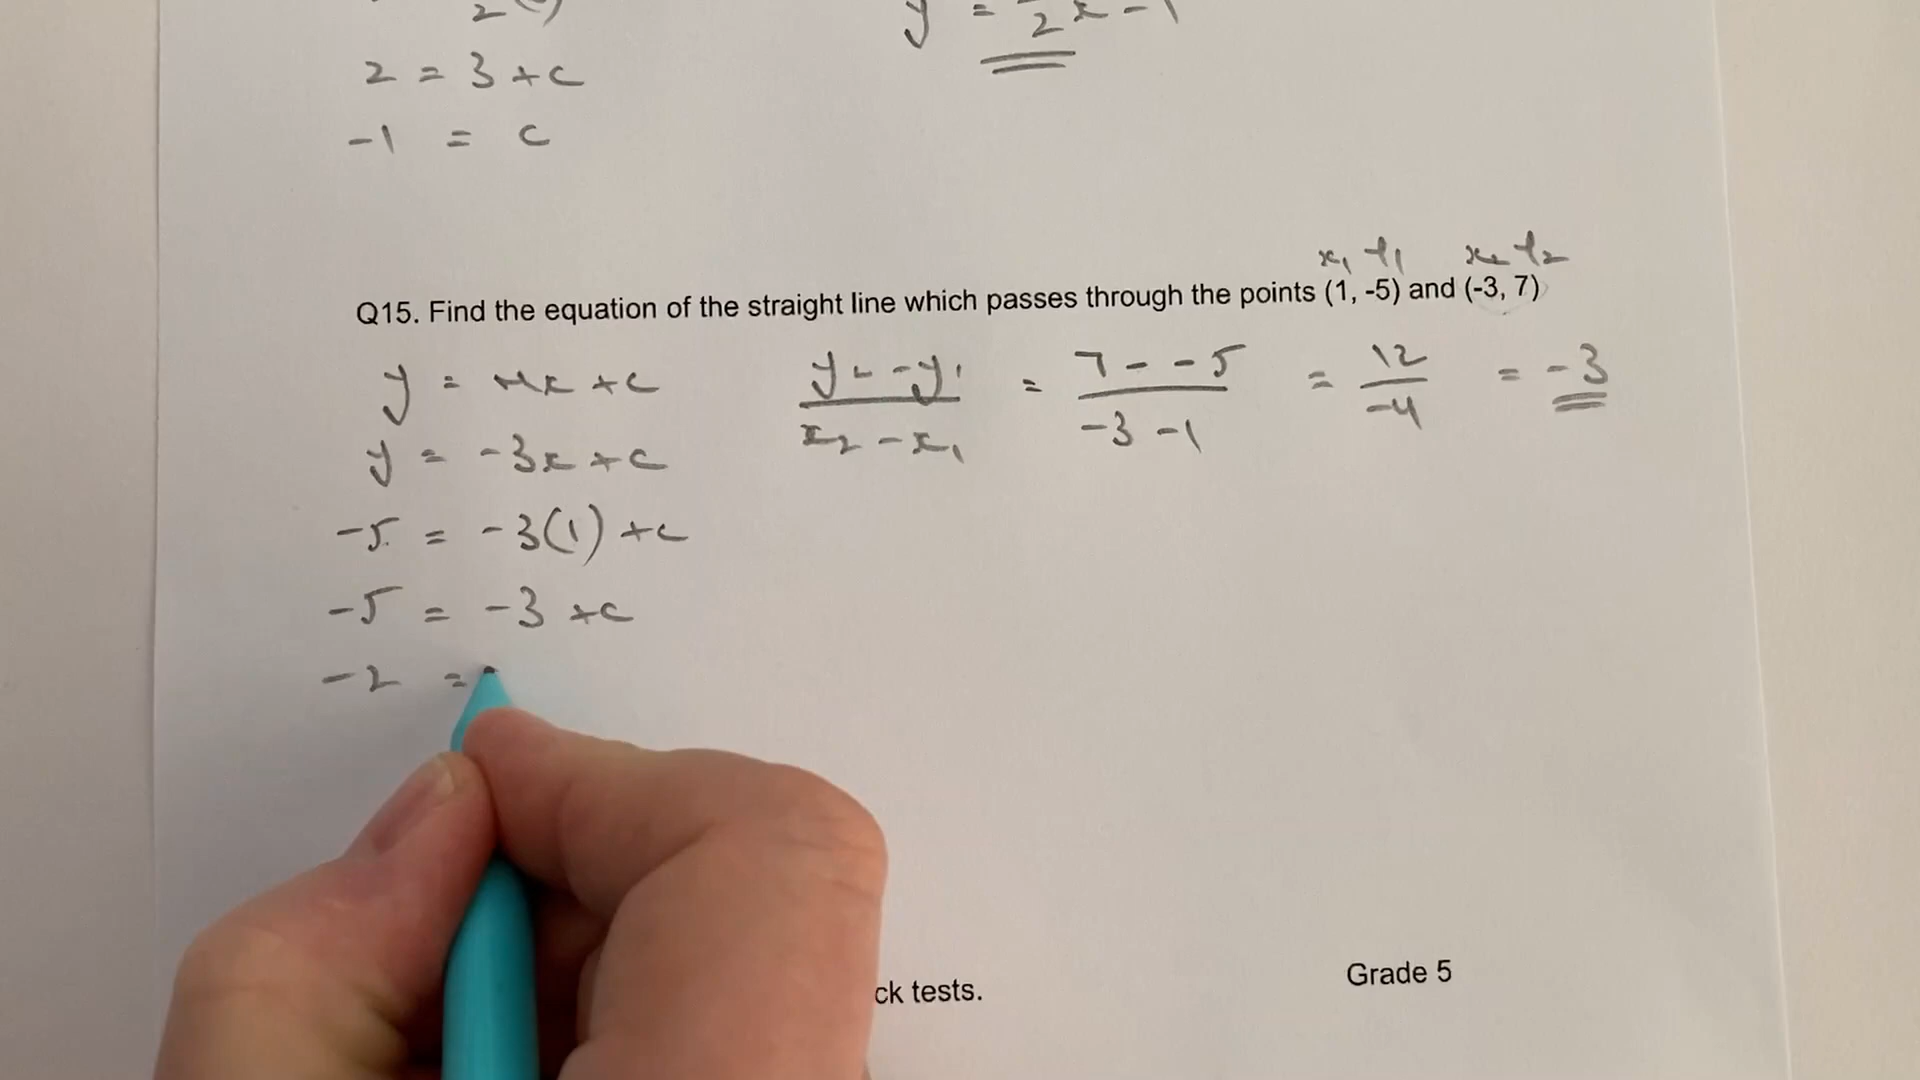 2( )
y = 2x - 1
2 = 3 + c
-1 = c
x1 y1 x2 y2
Q15. Find the equation of the straight line which passes through the points (1, -5) and (-3, 7)
y = mx + c
y2 - y1 / x2 - x1 = 7 - - 5 / -3 - 1 = 12 / -4 = -3
y = -3x + c
-5 = -3(1) + c
-5 = -3 + c
-2 =
ck tests.
Grade 5